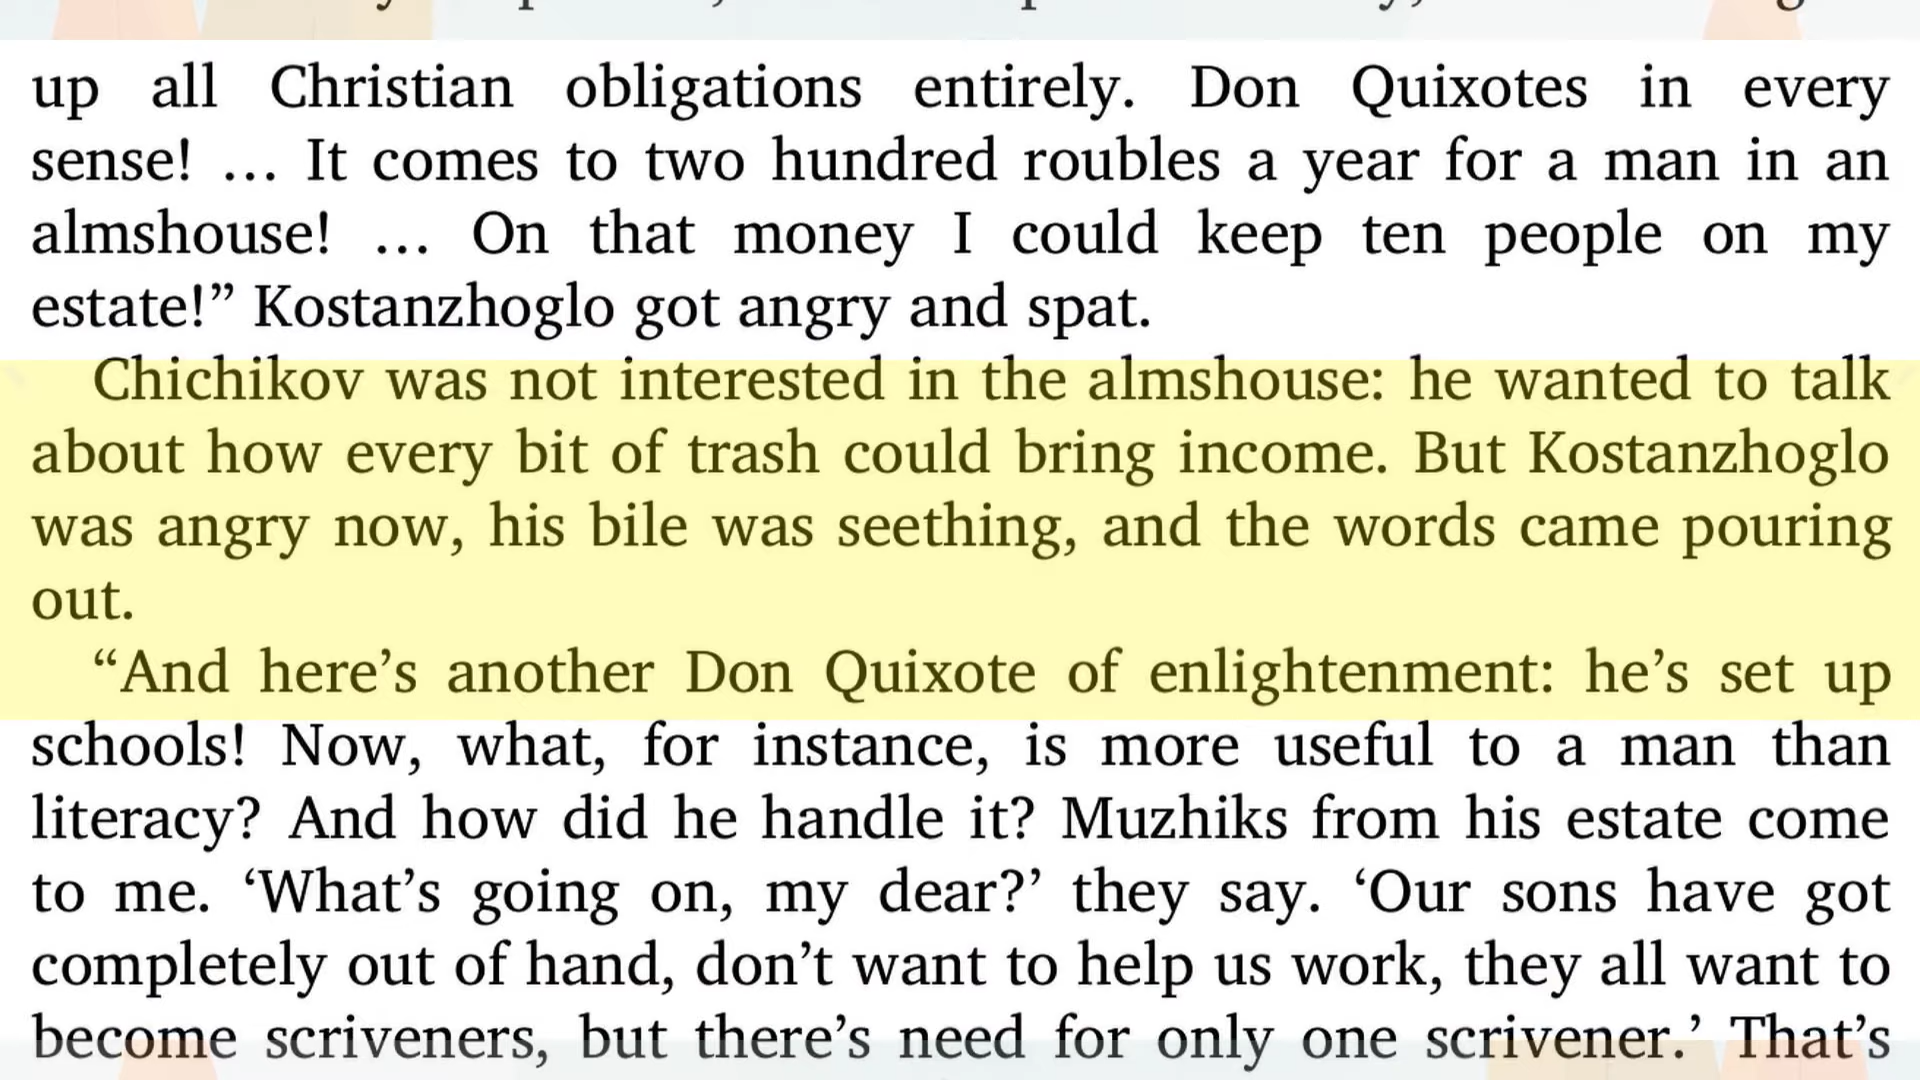 up all Christian obligations entirely. Don Quixotes in every
sense! … It comes to two hundred roubles a year for a man in an
almshouse! … On that money I could keep ten people on my
estate!” Kostanzhoglo got angry and spat.
Chichikov was not interested in the almshouse: he wanted to talk
about how every bit of trash could bring income. But Kostanzhoglo
was angry now, his bile was seething, and the words came pouring
out.
“And here’s another Don Quixote of enlightenment: he’s set up
schools! Now, what, for instance, is more useful to a man than
literacy? And how did he handle it? Muzhiks from his estate come
to me. ‘What’s going on, my dear?’ they say. ‘Our sons have got
completely out of hand, don’t want to help us work, they all want to
become scriveners, but there’s need for only one scrivener.’ That’s